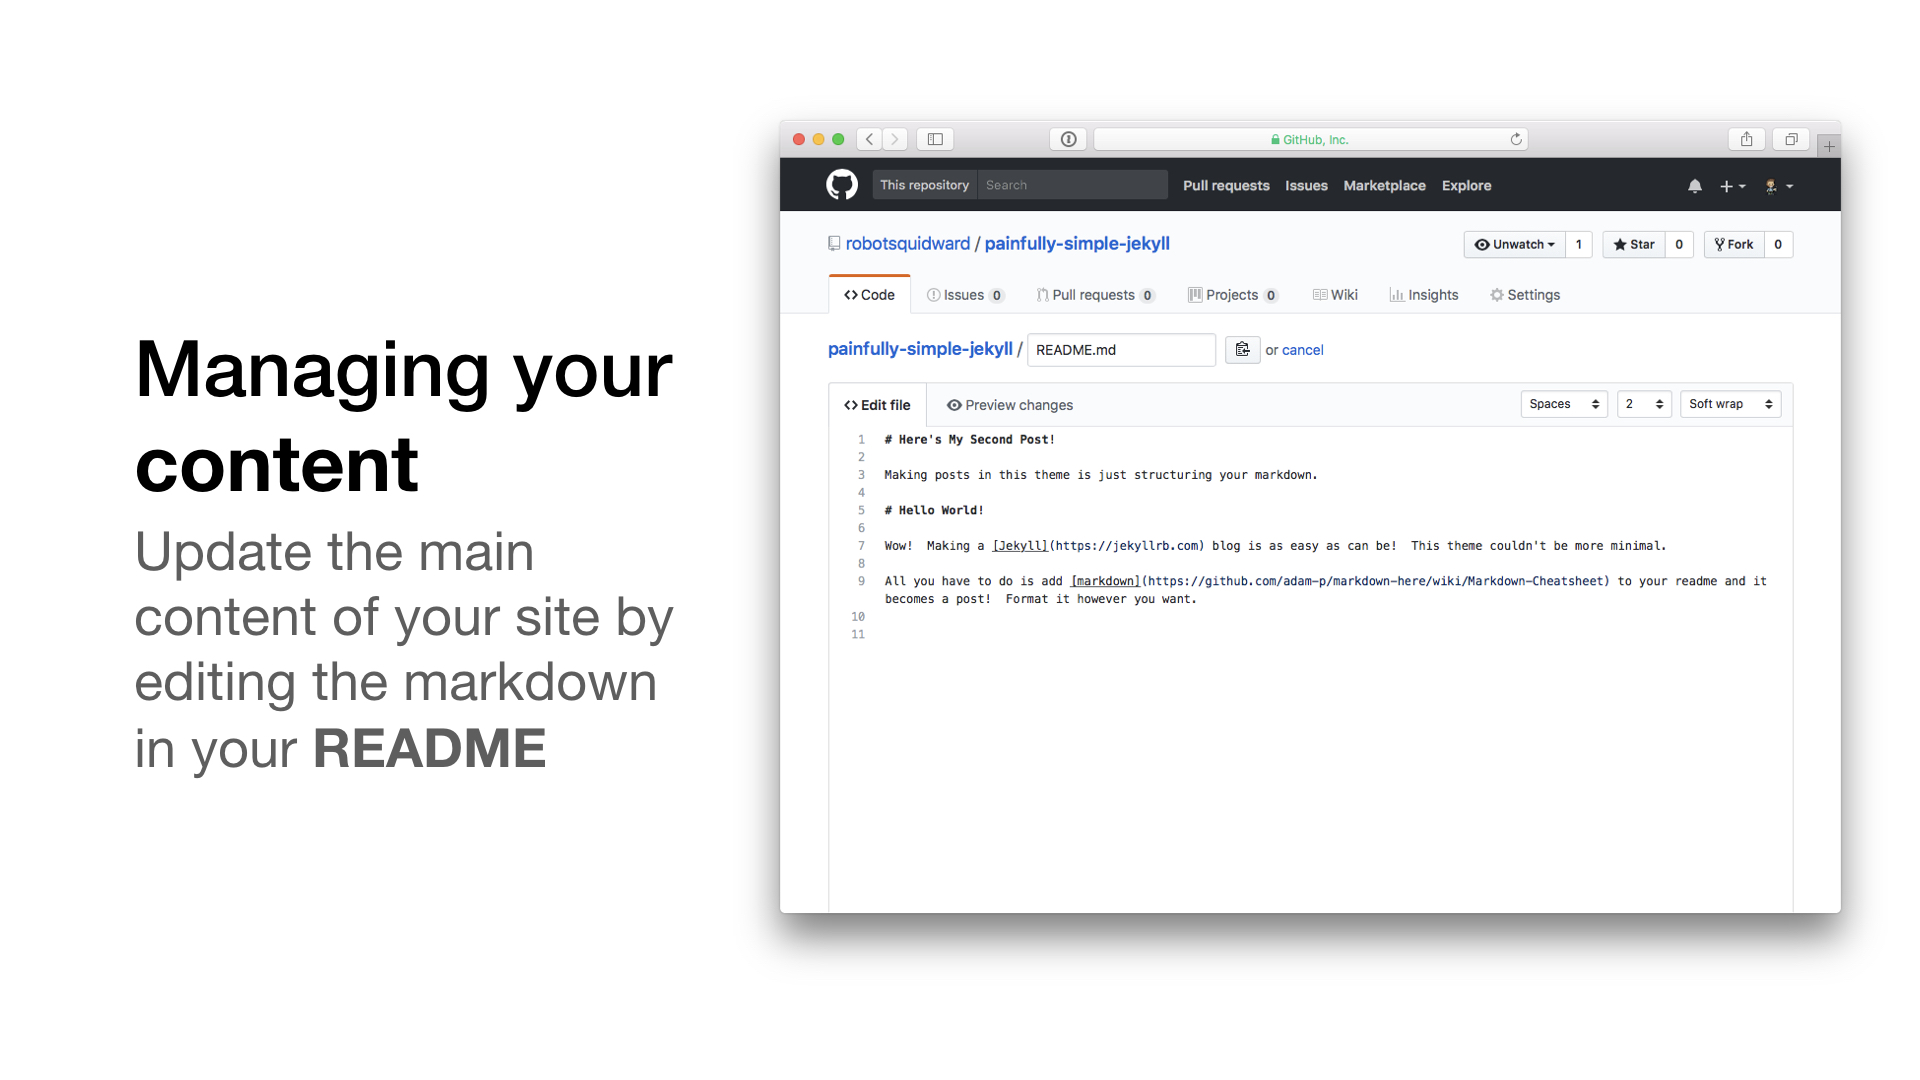 Managing your
content
Update the main
content of your site by
editing the markdown
in your README
GitHub, Inc.
This repository Search Pull requests Issues Marketplace Explore
robotsquidward / painfully-simple-jekyll Unwatch 1 Star 0 Fork 0
Code Issues 0 Pull requests 0 Projects 0 Wiki Insights Settings
painfully-simple-jekyll / README.md or cancel
Edit file Preview changes Spaces 2 Soft wrap
1 # Here's My Second Post!
2
3 Making posts in this theme is just structuring your markdown.
4
5 # Hello World!
6
7 Wow!  Making a [Jekyll](https://jekyllrb.com) blog is as easy as can be!  This theme couldn't be more minimal.
8
9 All you have to do is add [markdown](https://github.com/adam-p/markdown-here/wiki/Markdown-Cheatsheet) to your readme and it
becomes a post!  Format it however you want.
10
11